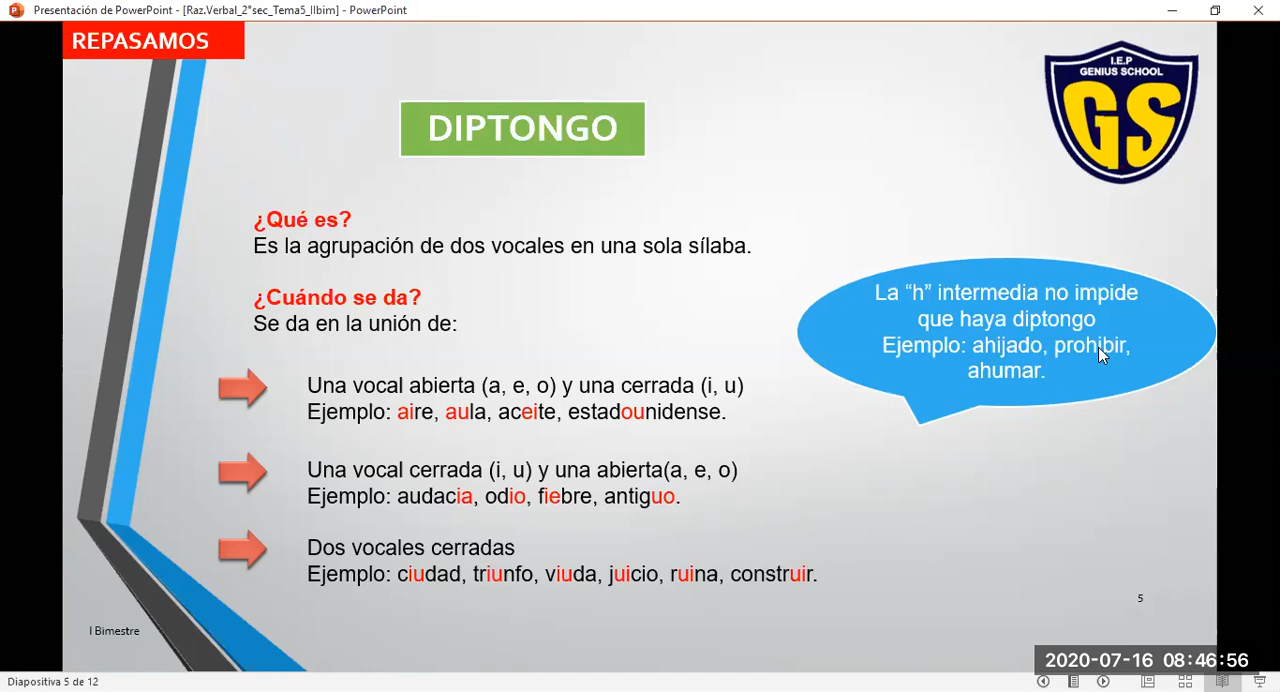 Presentación de PowerPoint - [Raz.Verbal_2°sec_Tema5_IIbim] - PowerPoint
REPASAMOS
I.E.P
GENIUS SCHOOL
GS
DIPTONGO
¿Qué es?
Es la agrupación de dos vocales en una sola sílaba.
¿Cuándo se da?
Se da en la unión de:
La “h” intermedia no impide
que haya diptongo
Ejemplo: ahijado, prohibir,
ahumar.
Una vocal abierta (a, e, o) y una cerrada (i, u)
Ejemplo: aire, aula, aceite, estadounidense.
Una vocal cerrada (i, u) y una abierta(a, e, o)
Ejemplo: audacia, odio, fiebre, antiguo.
Dos vocales cerradas
Ejemplo: ciudad, triunfo, viuda, juicio, ruina, construir.
5
I Bimestre
2020-07-16 08:46:56
Diapositiva 5 de 12